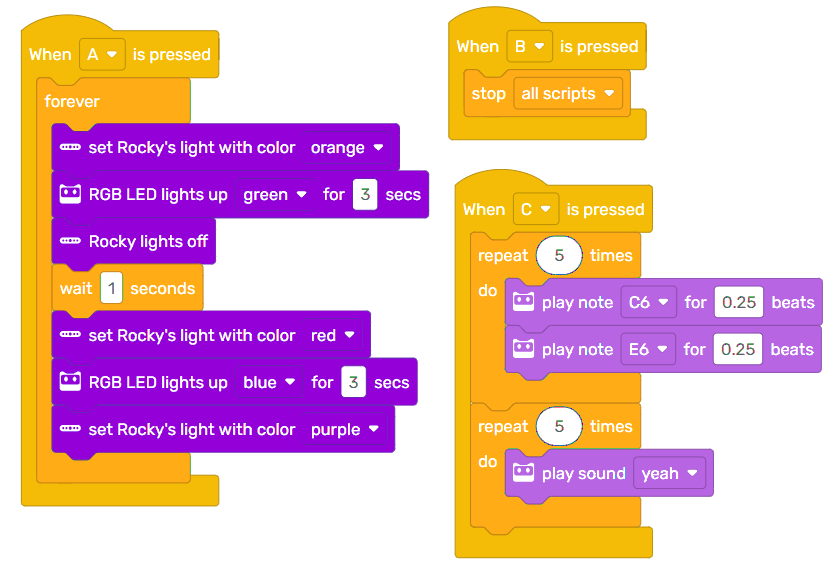 When A is pressed
forever
set Rocky's light with color orange
RGB LED lights up green for 3 secs
Rocky lights off
wait 1 seconds
set Rocky's light with color red
RGB LED lights up blue for 3 secs
set Rocky's light with color purple
When B is pressed
stop all scripts
When C is pressed
repeat 5 times
do
play note C6 for 0.25 beats
play note E6 for 0.25 beats
repeat 5 times
do
play sound yeah